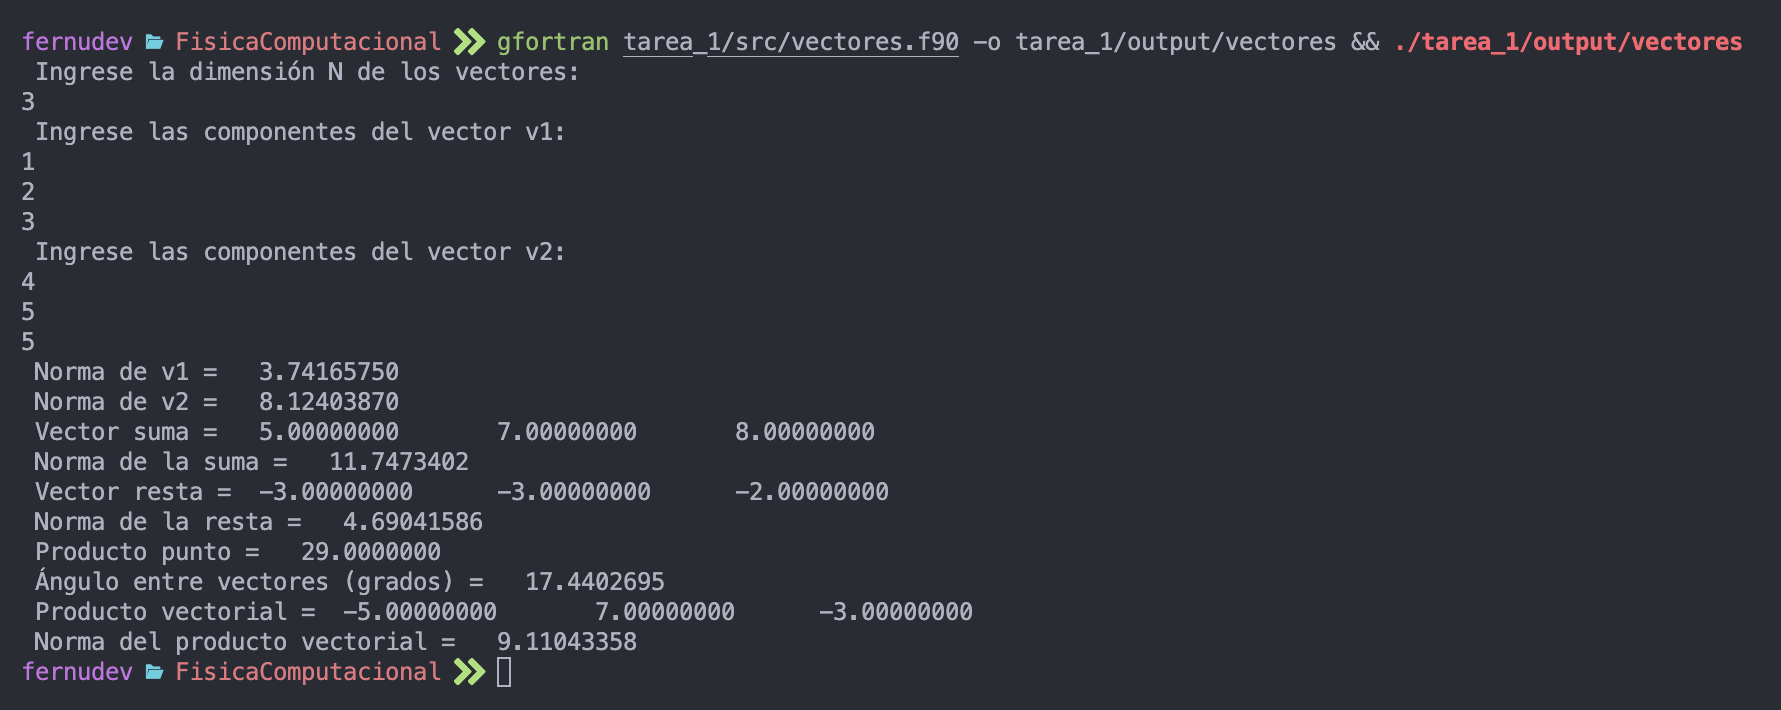 fernudev FisicaComputacional gfortran tarea_1/src/vectores.f90 -o tarea_1/output/vectores && ./tarea_1/output/vectores
Ingrese la dimensión N de los vectores:
3
Ingrese las componentes del vector v1:
1
2
3
Ingrese las componentes del vector v2:
4
5
5
Norma de v1 =   3.74165750
Norma de v2 =   8.12403870
Vector suma =   5.00000000       7.00000000       8.00000000
Norma de la suma =   11.7473402
Vector resta =  -3.00000000      -3.00000000      -2.00000000
Norma de la resta =   4.69041586
Producto punto =   29.0000000
Ángulo entre vectores (grados) =   17.4402695
Producto vectorial =  -5.00000000       7.00000000      -3.00000000
Norma del producto vectorial =   9.11043358
fernudev FisicaComputacional